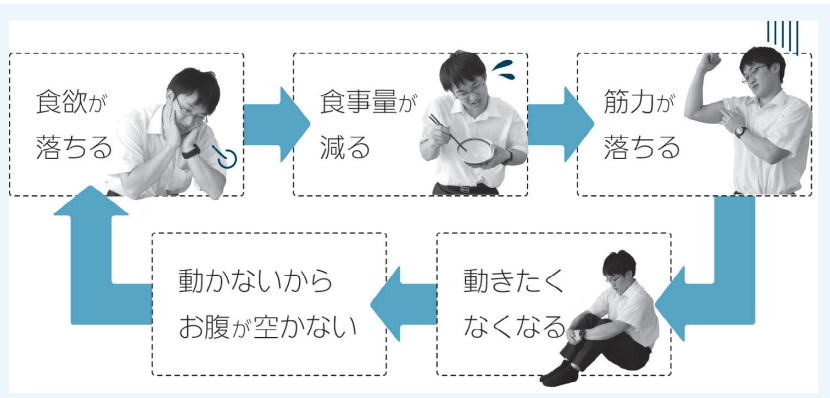 食欲が
落ちる
食事量が
減る
筋力が
落ちる
動きたく
なくなる
動かないから
お腹が空かない